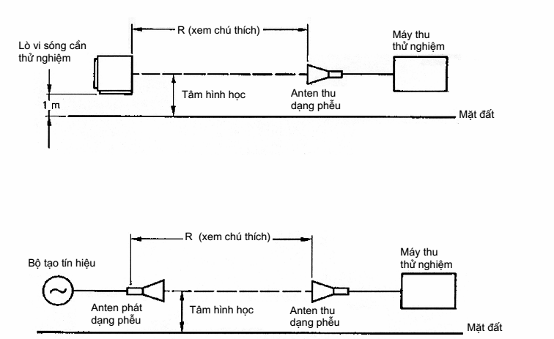 R (xem chú thích)
Lò vi sóng cần
thử nghiệm
Máy thu
thử nghiệm
1 m
Tâm hình học
Anten thu
dạng phễu
Mặt đất
R (xem chú thích)
Bộ tạo tín hiệu
Máy thu
thử nghiệm
Anten phát
dạng phễu
Tâm hình học
Anten thu
dạng phễu
Mặt đất